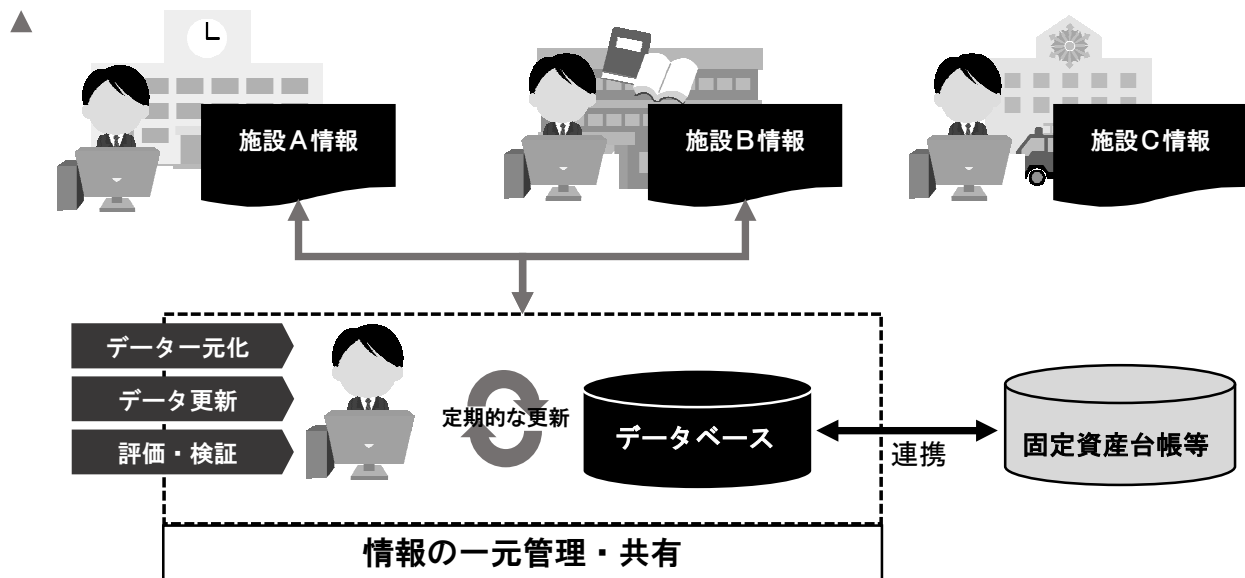 施設A情報
施設B情報
施設C情報
データ一元化
データ更新
評価・検証
定期的な更新
データベース
連携
固定資産台帳等
情報の一元管理・共有